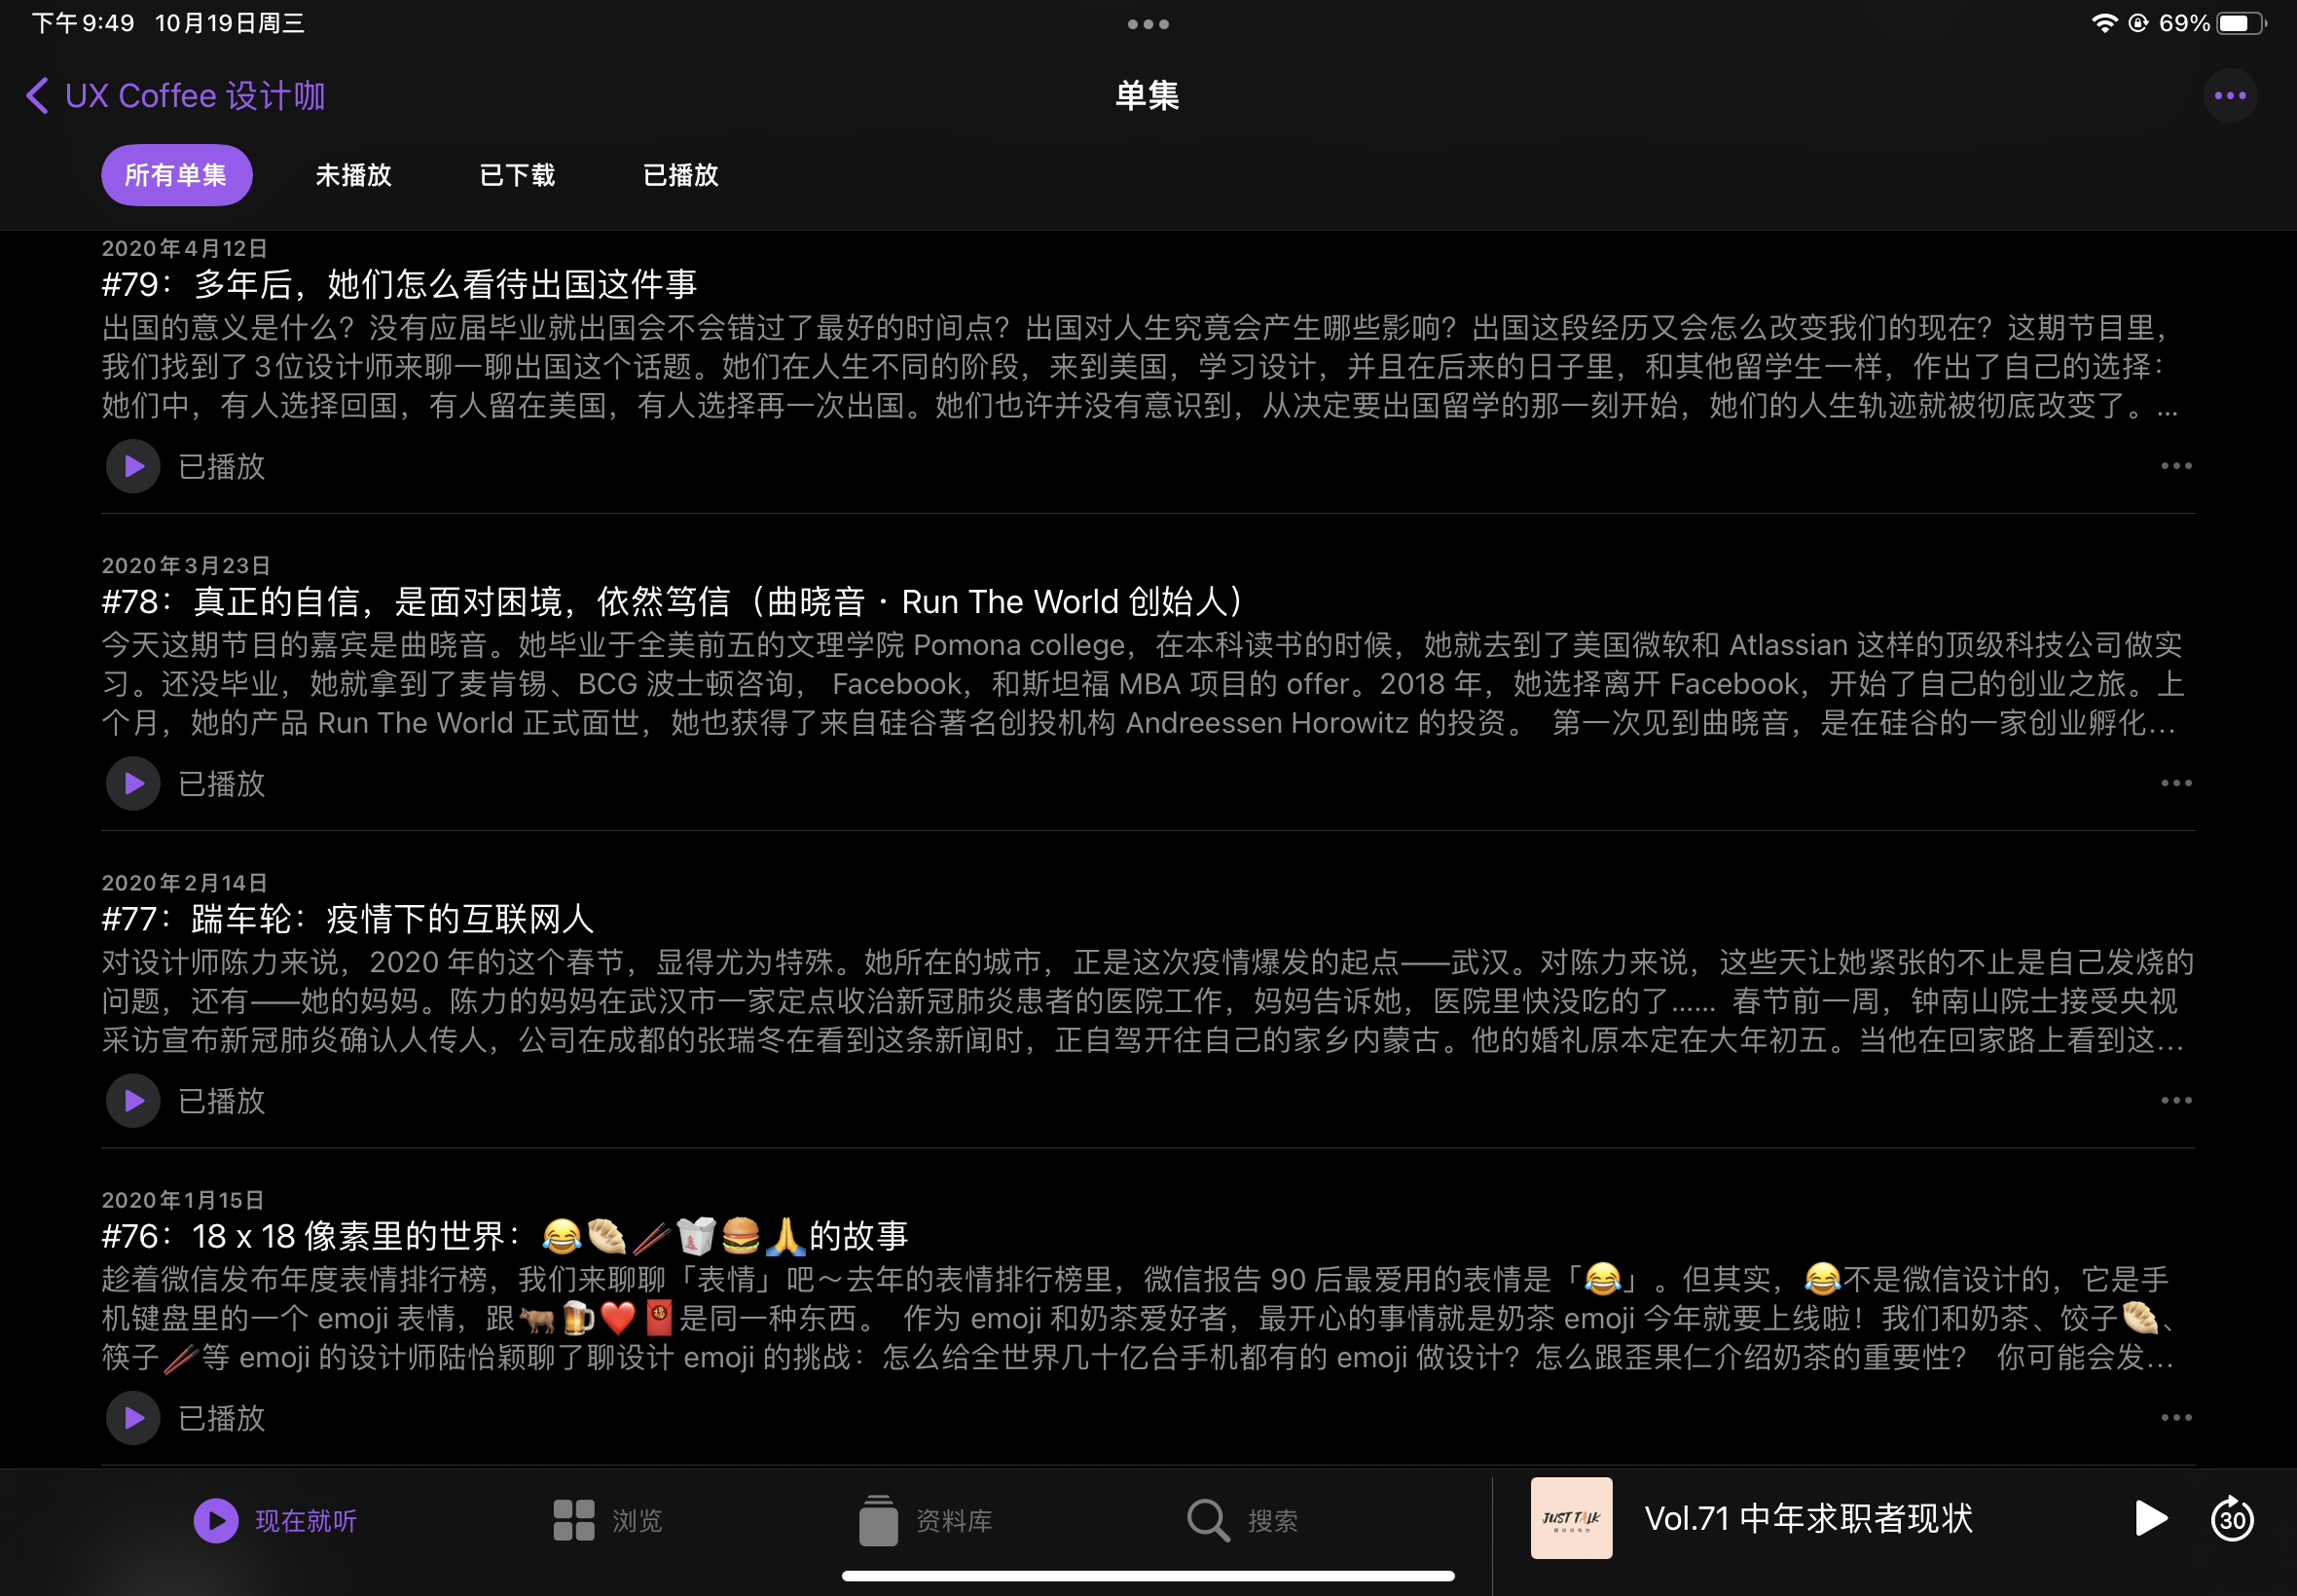 下午9:49 10月19日周三
69%
UX Coffee 设计咖
单集
所有单集
未播放
已下载
已播放
2020年4月12日
#79：多年后，她们怎么看待出国这件事
出国的意义是什么？没有应届毕业就出国会不会错过了最好的时间点？出国对人生究竟会产生哪些影响？出国这段经历又会怎么改变我们的现在？这期节目里，
我们找到了3位设计师来聊一聊出国这个话题。她们在人生不同的阶段，来到美国，学习设计，并且在后来的日子里，和其他留学生一样，作出了自己的选择：
她们中，有人选择回国，有人留在美国，有人选择再一次出国。她们也许并没有意识到，从决定要出国留学的那一刻开始，她们的人生轨迹就被彻底改变了。...
已播放
2020年3月23日
#78：真正的自信，是面对困境，依然笃信（曲晓音・Run The World 创始人）
今天这期节目的嘉宾是曲晓音。她毕业于全美前五的文理学院 Pomona college，在本科读书的时候，她就去到了美国微软和 Atlassian 这样的顶级科技公司做实
习。还没毕业，她就拿到了麦肯锡、BCG 波士顿咨询， Facebook，和斯坦福 MBA 项目的 offer。2018 年，她选择离开 Facebook，开始了自己的创业之旅。上
个月，她的产品 Run The World 正式面世，她也获得了来自硅谷著名创投机构 Andreessen Horowitz 的投资。 第一次见到曲晓音，是在硅谷的一家创业孵化...
已播放
2020年2月14日
#77：踹车轮：疫情下的互联网人
对设计师陈力来说，2020 年的这个春节，显得尤为特殊。她所在的城市，正是这次疫情爆发的起点——武汉。对陈力来说，这些天让她紧张的不止是自己发烧的
问题，还有——她的妈妈。陈力的妈妈在武汉市一家定点收治新冠肺炎患者的医院工作，妈妈告诉她，医院里快没吃的了…… 春节前一周，钟南山院士接受央视
采访宣布新冠肺炎确认人传人，公司在成都的张瑞冬在看到这条新闻时，正自驾开往自己的家乡内蒙古。他的婚礼原本定在大年初五。当他在回家路上看到这...
已播放
2020年1月15日
#76：18 x 18 像素里的世界：😂🥟🥢🥡🍔🙏的故事
趁着微信发布年度表情排行榜，我们来聊聊「表情」吧～去年的表情排行榜里，微信报告 90 后最爱用的表情是「😂」。但其实，😂不是微信设计的，它是手
机键盘里的一个 emoji 表情，跟🐂🍺❤️🧧是同一种东西。 作为 emoji 和奶茶爱好者，最开心的事情就是奶茶 emoji 今年就要上线啦！我们和奶茶、饺子🥟、
筷子🥢等 emoji 的设计师陆怡颖聊了聊设计 emoji 的挑战：怎么给全世界几十亿台手机都有的 emoji 做设计？怎么跟歪果仁介绍奶茶的重要性？ 你可能会发...
已播放
现在就听
浏览
资料库
搜索
JUST TALK
Vol.71 中年求职者现状
30